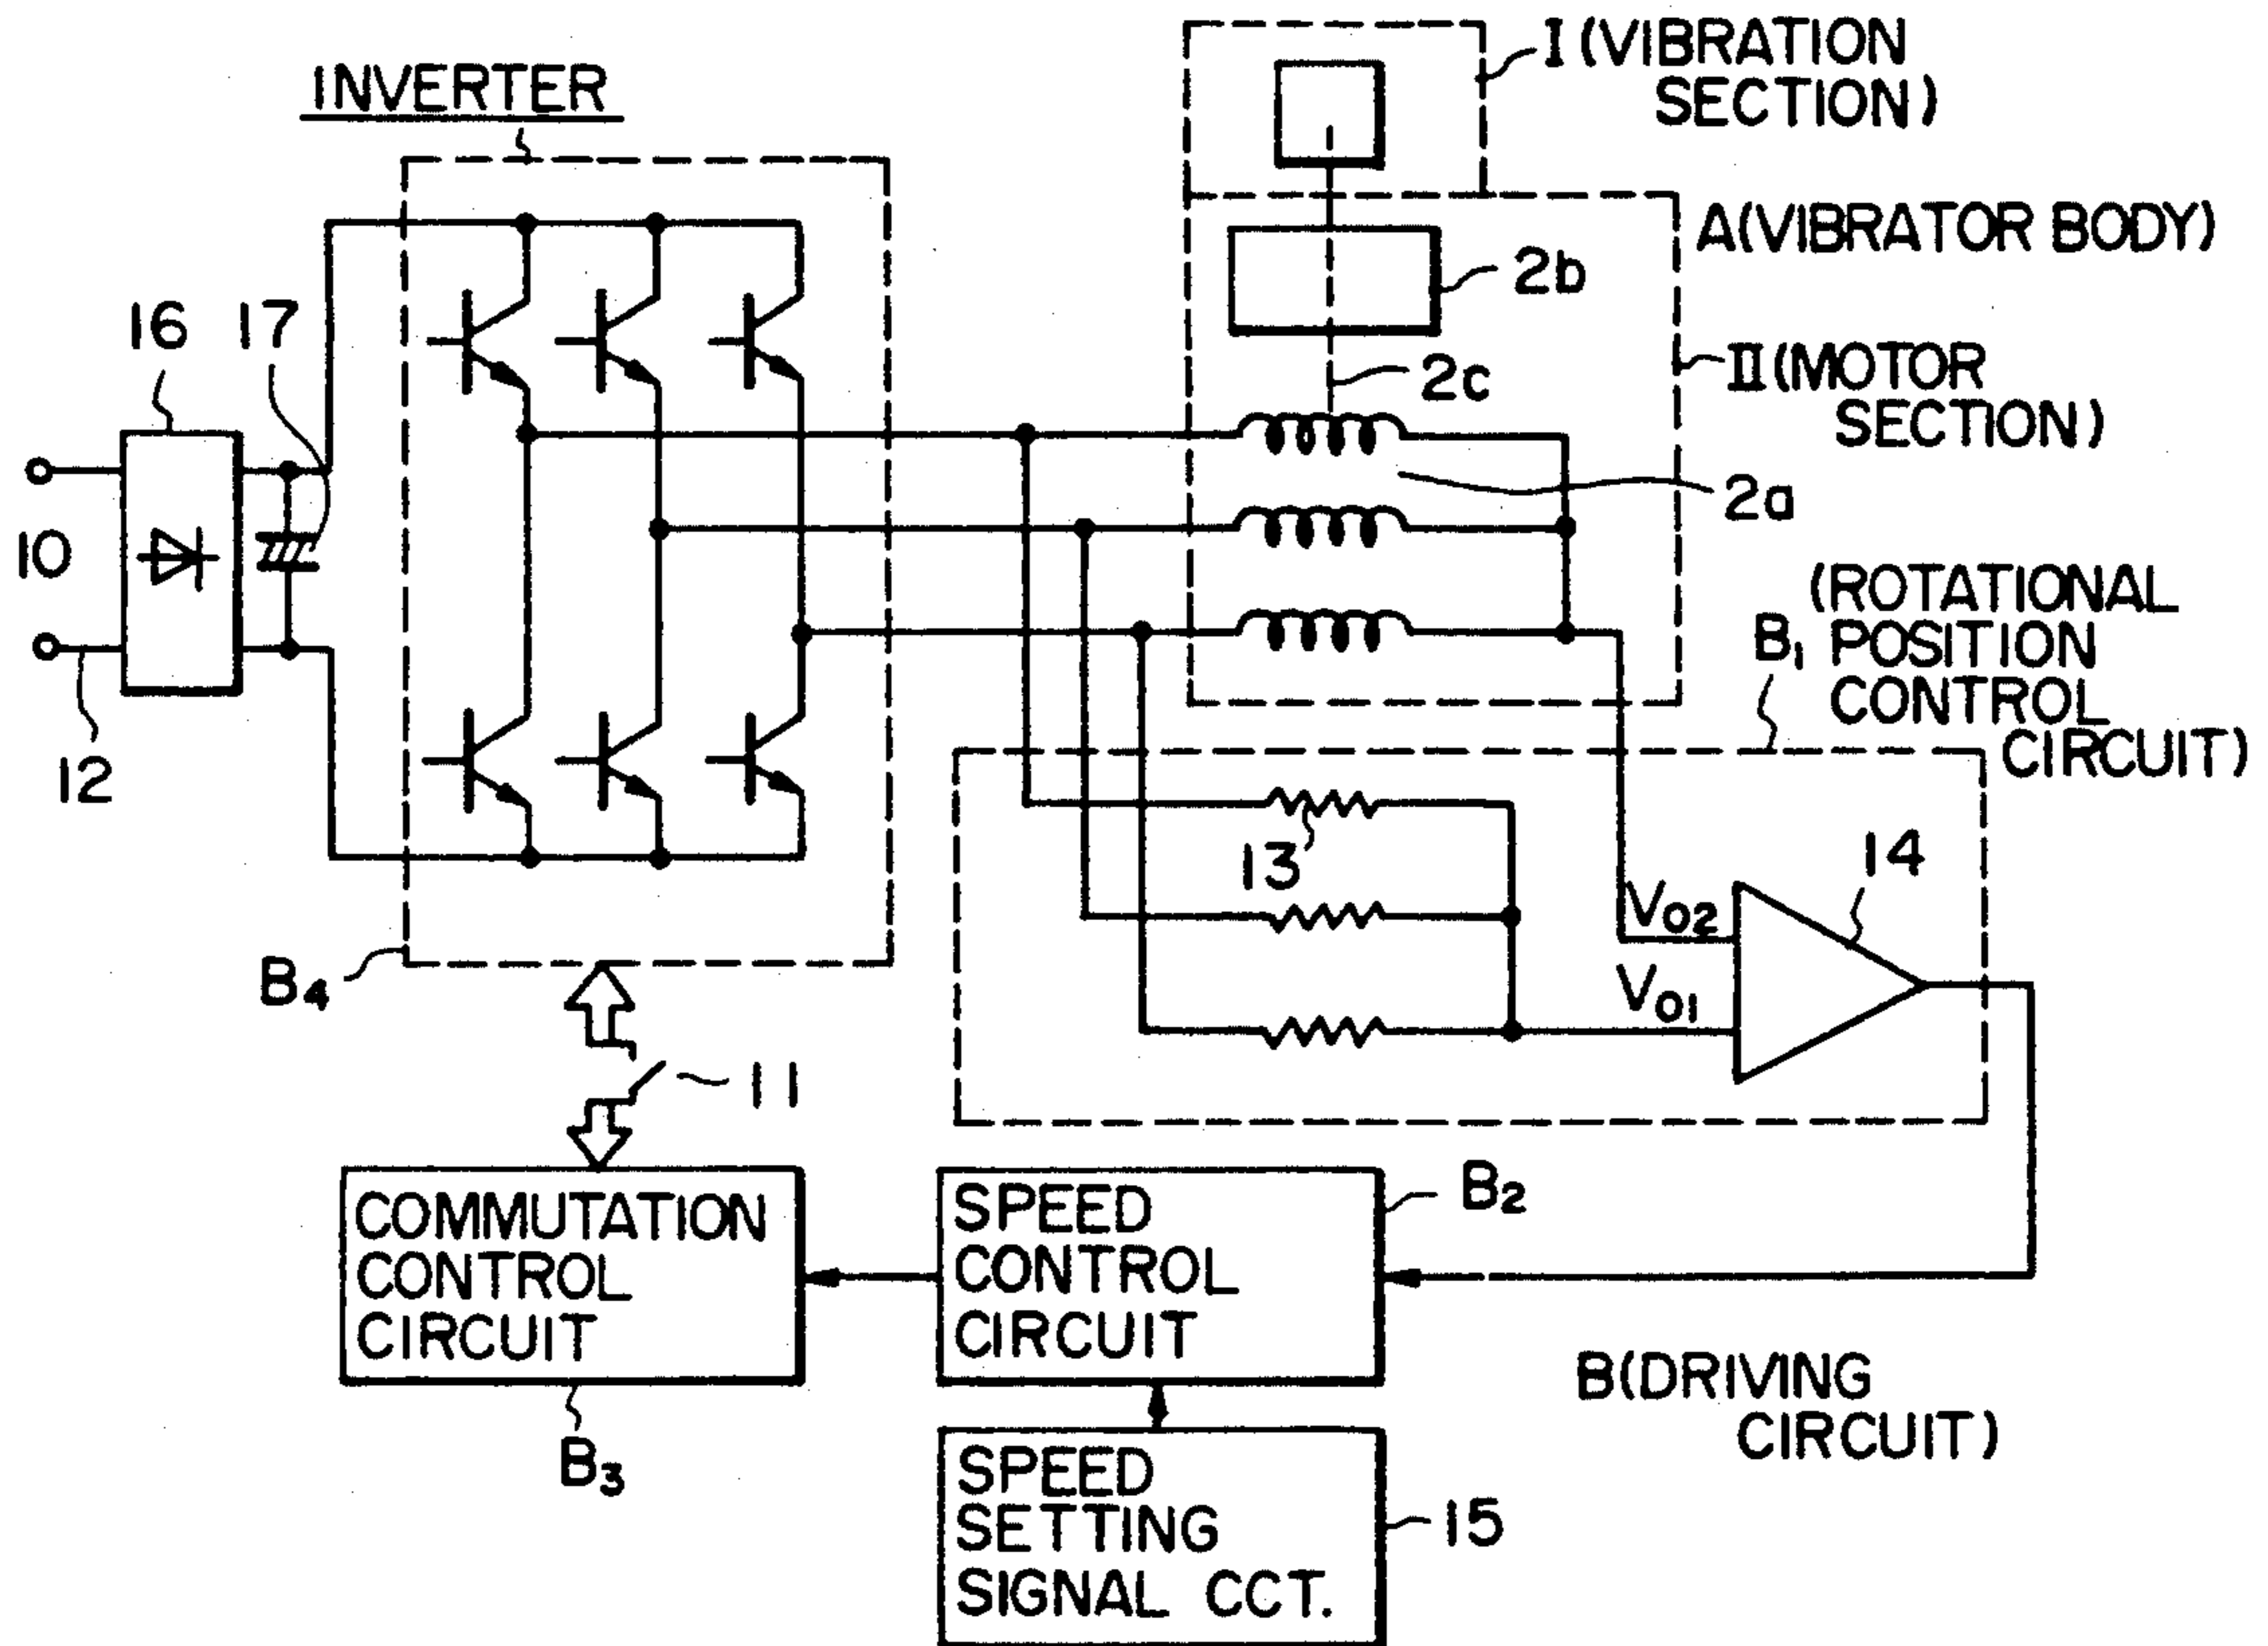 INVERTER
I (VIBRATION
SECTION)
A(VIBRATOR BODY)
2b
16
17
2c
II (MOTOR
SECTION)
2a
10
(ROTATIONAL
B₁ POSITION
CONTROL
CIRCUIT)
12
13
14
V₀₂
B₄
V₀₁
11
COMMUTATION
CONTROL
CIRCUIT
SPEED
CONTROL
CIRCUIT
B₂
B(DRIVING
CIRCUIT)
B₃
SPEED
SETTING
SIGNAL CCT.
15